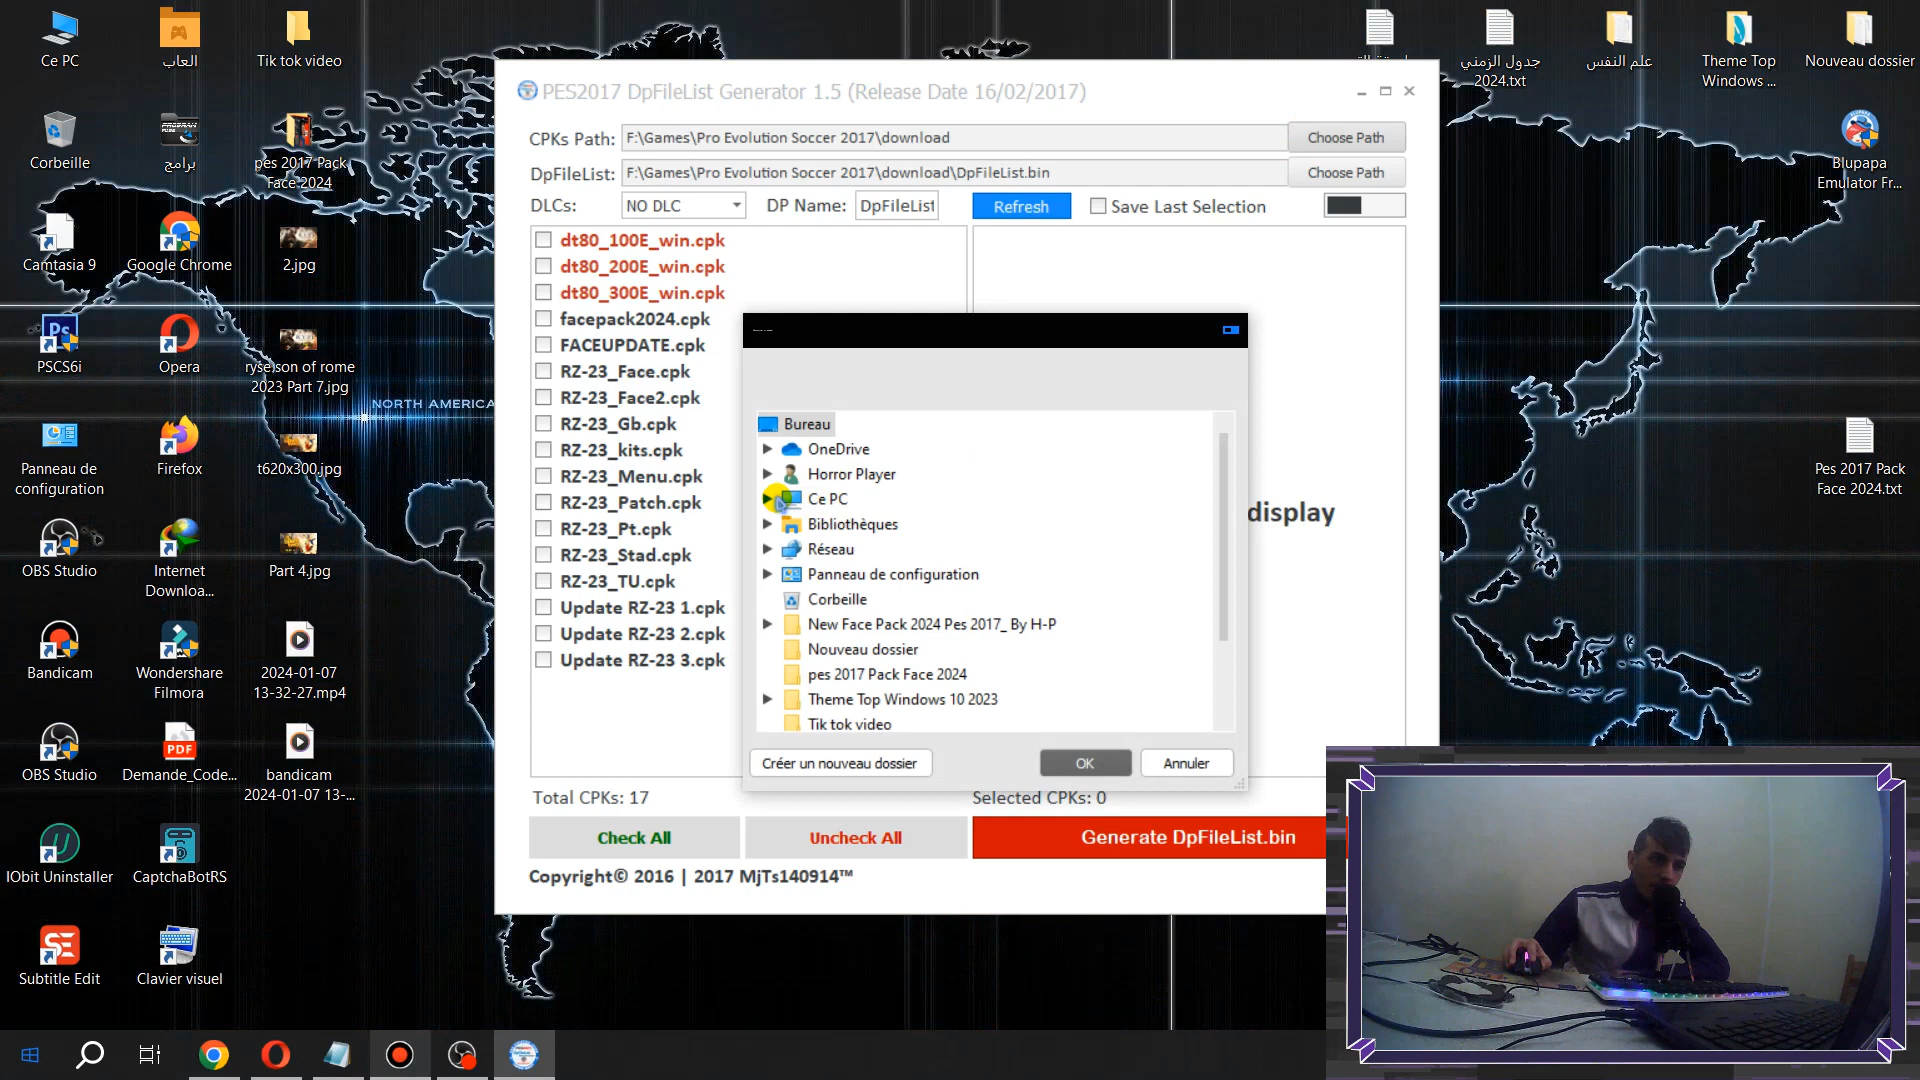 Ce PC
العاب
Tik tok video
Corbeille
برامج
pes 2017 Pack
Face 2024
Camtasia 9
Google Chrome
2.jpg
PSCS6i
Opera
ryse son of rome
2023 Part 7.jpg
NORTH AMERICA
Panneau de
configuration
Firefox
t620x300.jpg
OBS Studio
Internet
Downloa...
Part 4.jpg
Bandicam
Wondershare
Filmora
2024-01-07
13-32-27.mp4
OBS Studio
Demande_Code...
bandicam
2024-01-07 13-...
IObit Uninstaller
CaptchaBotRS
Subtitle Edit
Clavier visuel
PES2017 DpFileList Generator 1.5 (Release Date 16/02/2017)
CPKs Path:
F:\Games\Pro Evolution Soccer 2017\download
Choose Path
DpFileList:
F:\Games\Pro Evolution Soccer 2017\download\DpFileList.bin
Choose Path
DLCs:
NO DLC
DP Name:
DpFileList
Refresh
Save Last Selection
dt80_100E_win.cpk
dt80_200E_win.cpk
dt80_300E_win.cpk
facepack2024.cpk
FACEUPDATE.cpk
RZ-23_Face.cpk
RZ-23_Face2.cpk
RZ-23_Gb.cpk
RZ-23_kits.cpk
RZ-23_Menu.cpk
RZ-23_Patch.cpk
RZ-23_Pt.cpk
RZ-23_Stad.cpk
RZ-23_TU.cpk
Update RZ-23 1.cpk
Update RZ-23 2.cpk
Update RZ-23 3.cpk
display
Bureau
OneDrive
Horror Player
Ce PC
Bibliothèques
Réseau
Panneau de configuration
Corbeille
New Face Pack 2024 Pes 2017_ By H-P
Nouveau dossier
pes 2017 Pack Face 2024
Theme Top Windows 10 2023
Tik tok video
Créer un nouveau dossier
OK
Annuler
Total CPKs: 17
Selected CPKs: 0
Check All
Uncheck All
Generate DpFileList.bin
Copyright© 2016 | 2017 MjTs140914™
جدول الزمني
2024.txt
علم النفس
Theme Top
Windows ...
Nouveau dossier
Blupapa
Emulator Fr...
Pes 2017 Pack
Face 2024.txt